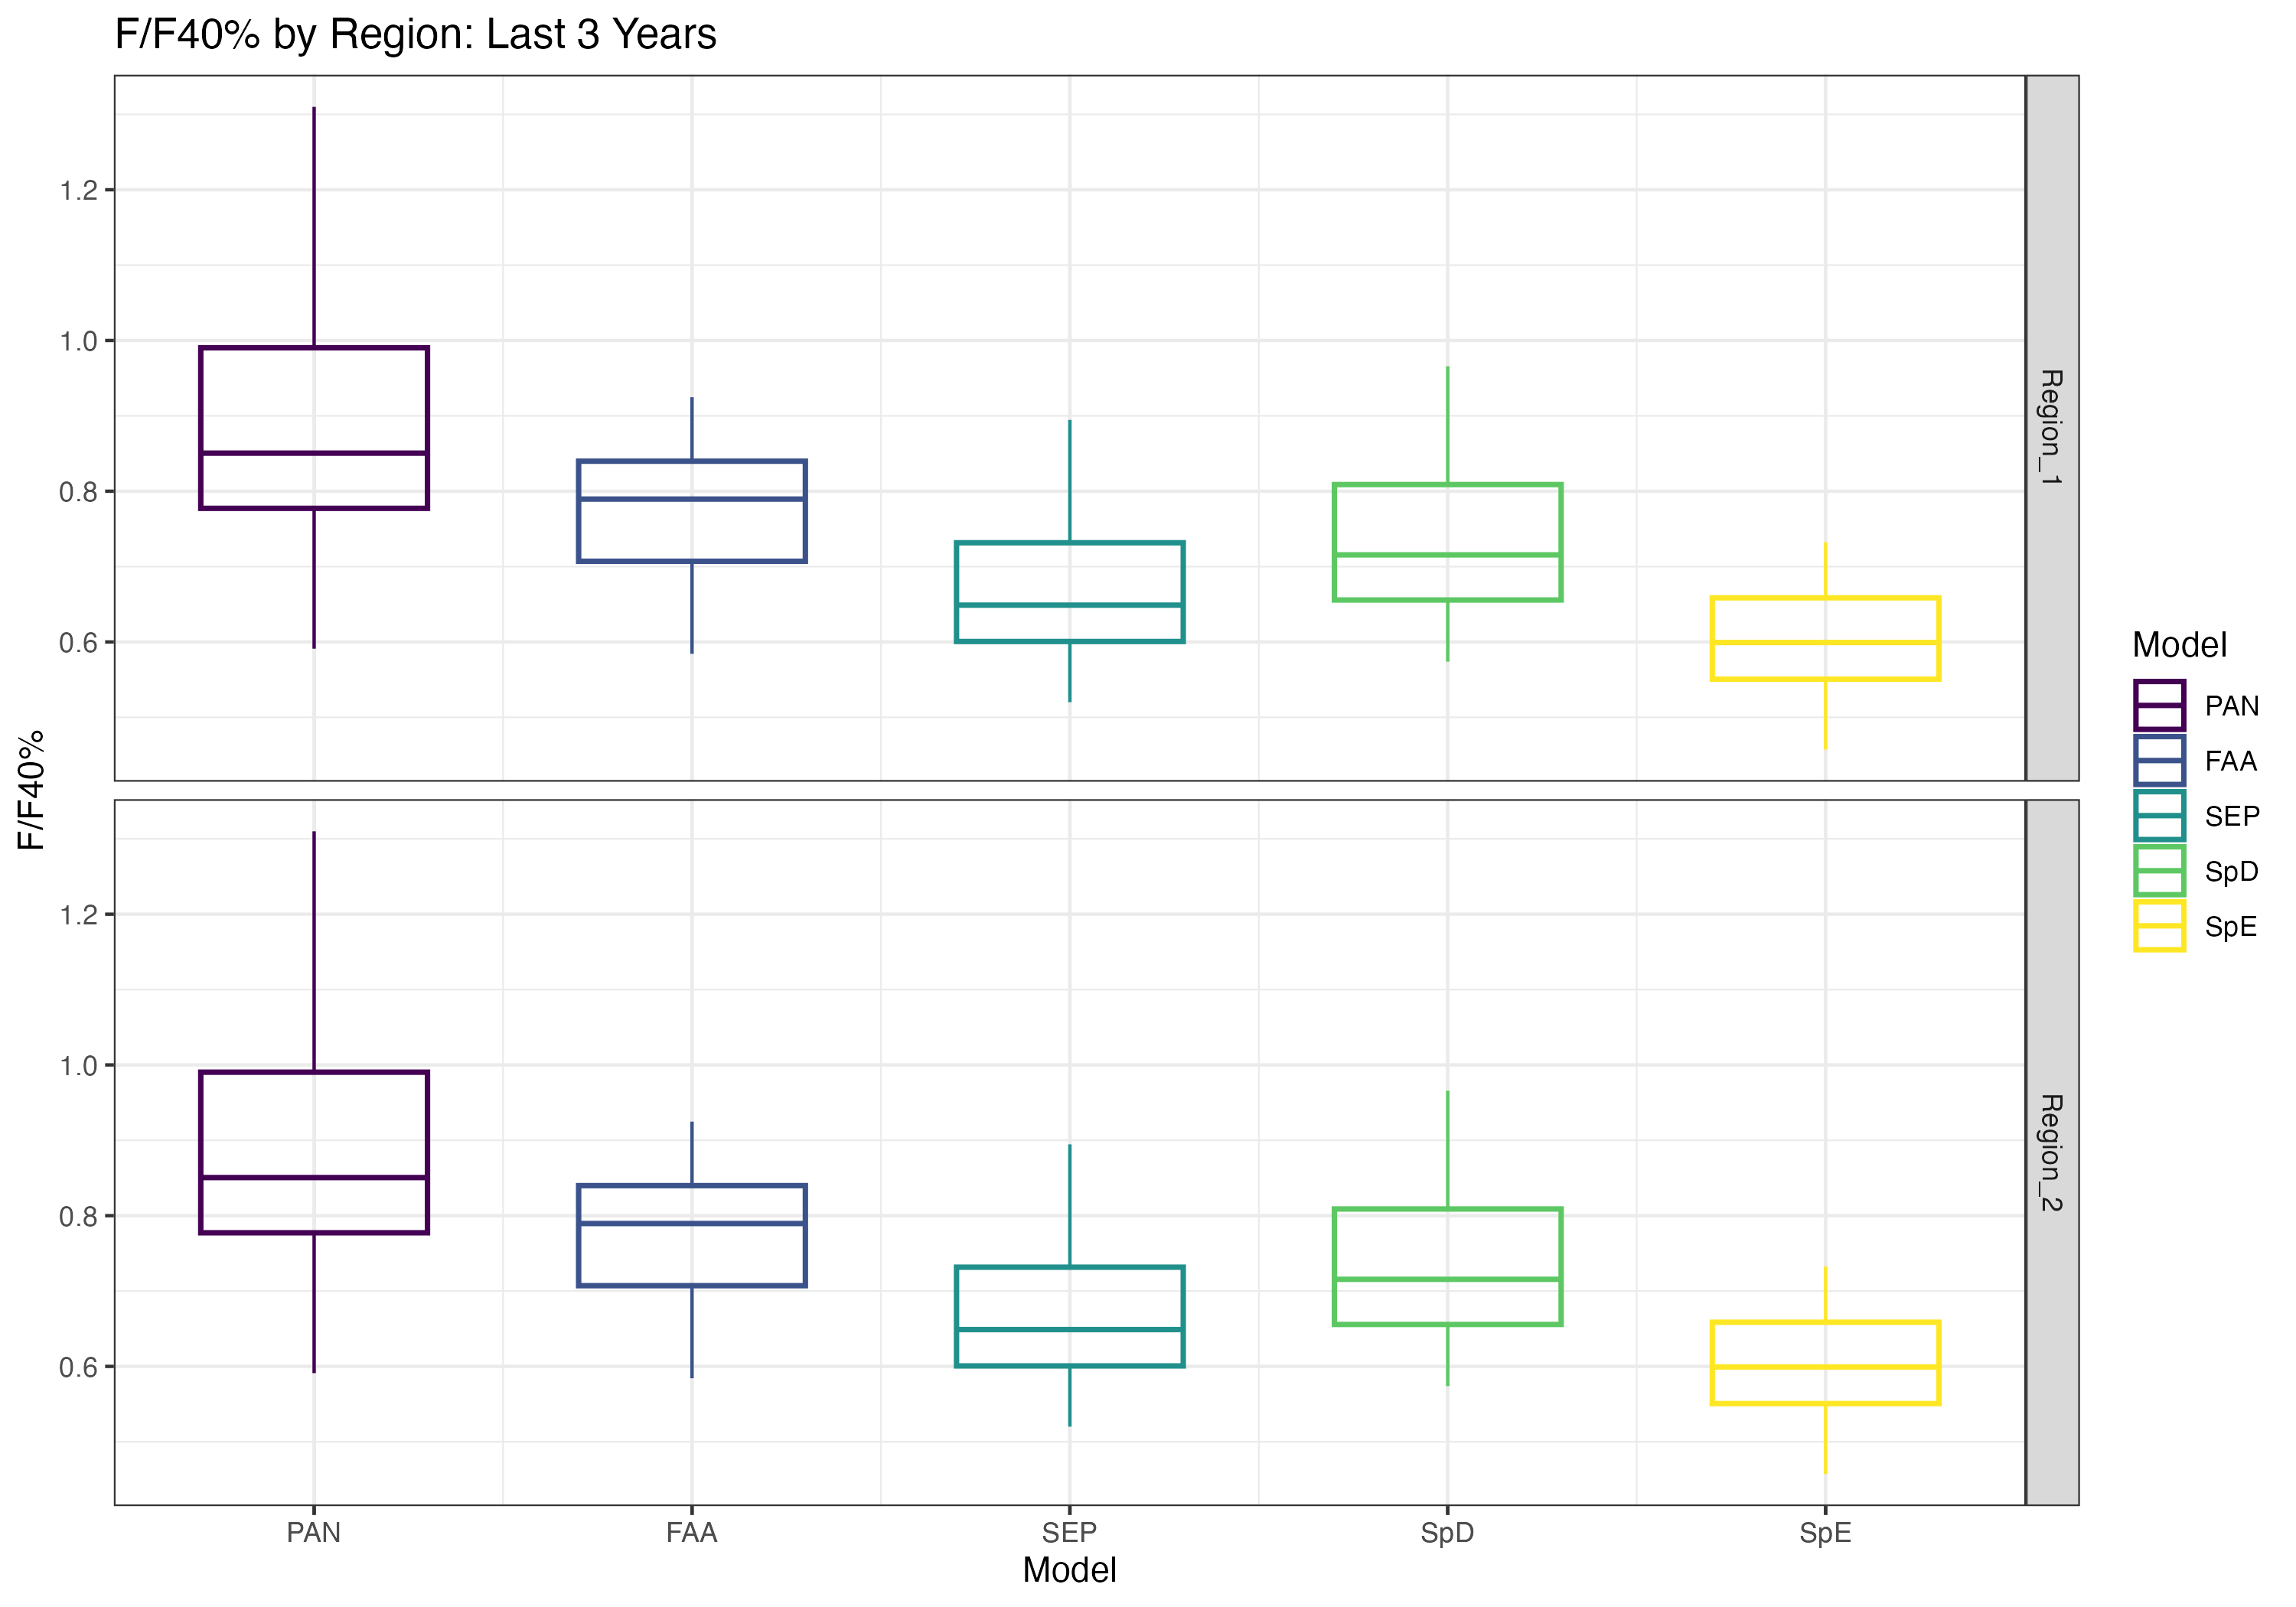 F/F40% by Region: Last 3 Years
F/F40%
1.2
1.0
0.8
0.6
Region_1
1.2
1.0
0.8
0.6
Region_2
PAN
FAA
SEP
SpD
SpE
Model
Model
PAN
FAA
SEP
SpD
SpE